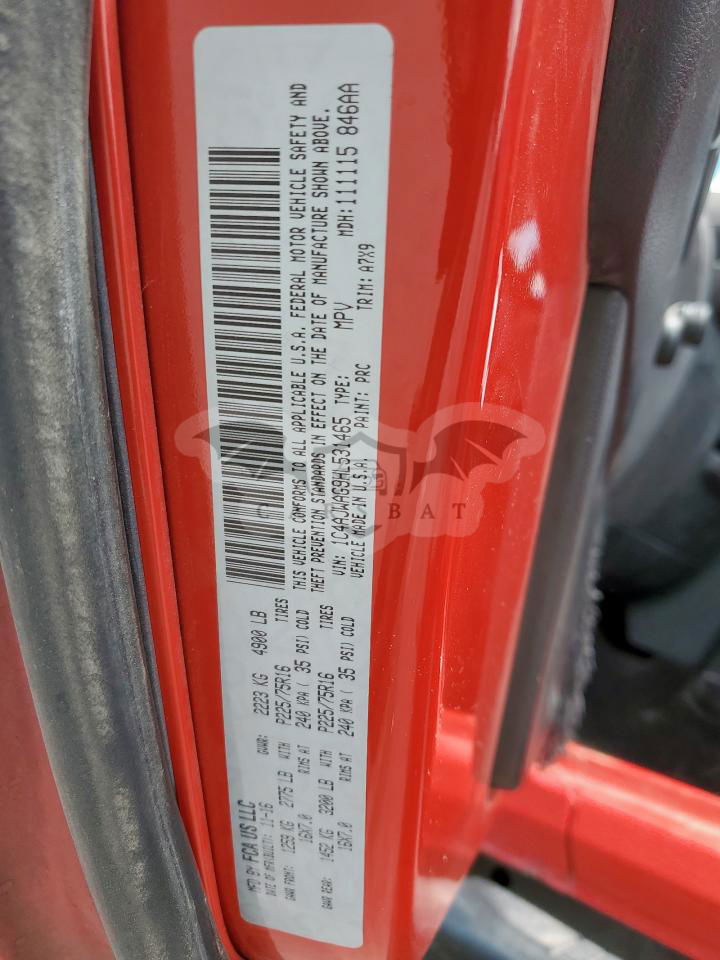 MFD BY FCA US LLC
DATE OF MFR/BUILT: 11-16 GVWR: 2223 KG 4900 LB
GAWR FRONT: 1259 KG 2775 LB WITH P225/75R16 TIRES
16X7.0 RIMS AT 240 KPA ( 35 PSI) COLD
GAWR REAR: 1452 KG 3200 LB WITH P225/75R16 TIRES
16X7.0 RIMS AT 240 KPA ( 35 PSI) COLD
THIS VEHICLE CONFORMS TO ALL APPLICABLE U.S.A. FEDERAL MOTOR VEHICLE SAFETY AND
THEFT PREVENTION STANDARDS IN EFFECT ON THE DATE OF MANUFACTURE SHOWN ABOVE.
VIN: 1C4AJWAG9HL531465 TYPE: MPV MDH:111115 846AA
VEHICLE MADE IN U.S.A. PAINT: PRC TRIM: A7X9